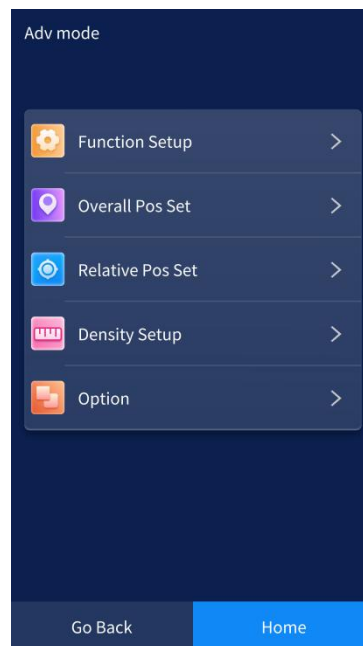 Adv mode
Function Setup
Overall Pos Set
Relative Pos Set
Density Setup
Option
Go Back
Home